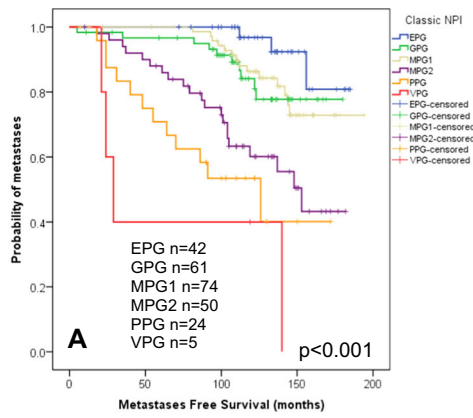 Classic NPI
EPG
GPG
MPG1
MPG2
PPG
VPG
EPG-censored
GPG-censored
MPG1-censored
MPG2-censored
PPG-censored
VPG-censored
Probability of metastases
1.0
0.8
0.6
0.4
0.2
0.0
EPG n=42
GPG n=61
MPG1 n=74
MPG2 n=50
PPG n=24
VPG n=5
A
p<0.001
0
50
100
150
200
Metastases Free Survival (months)